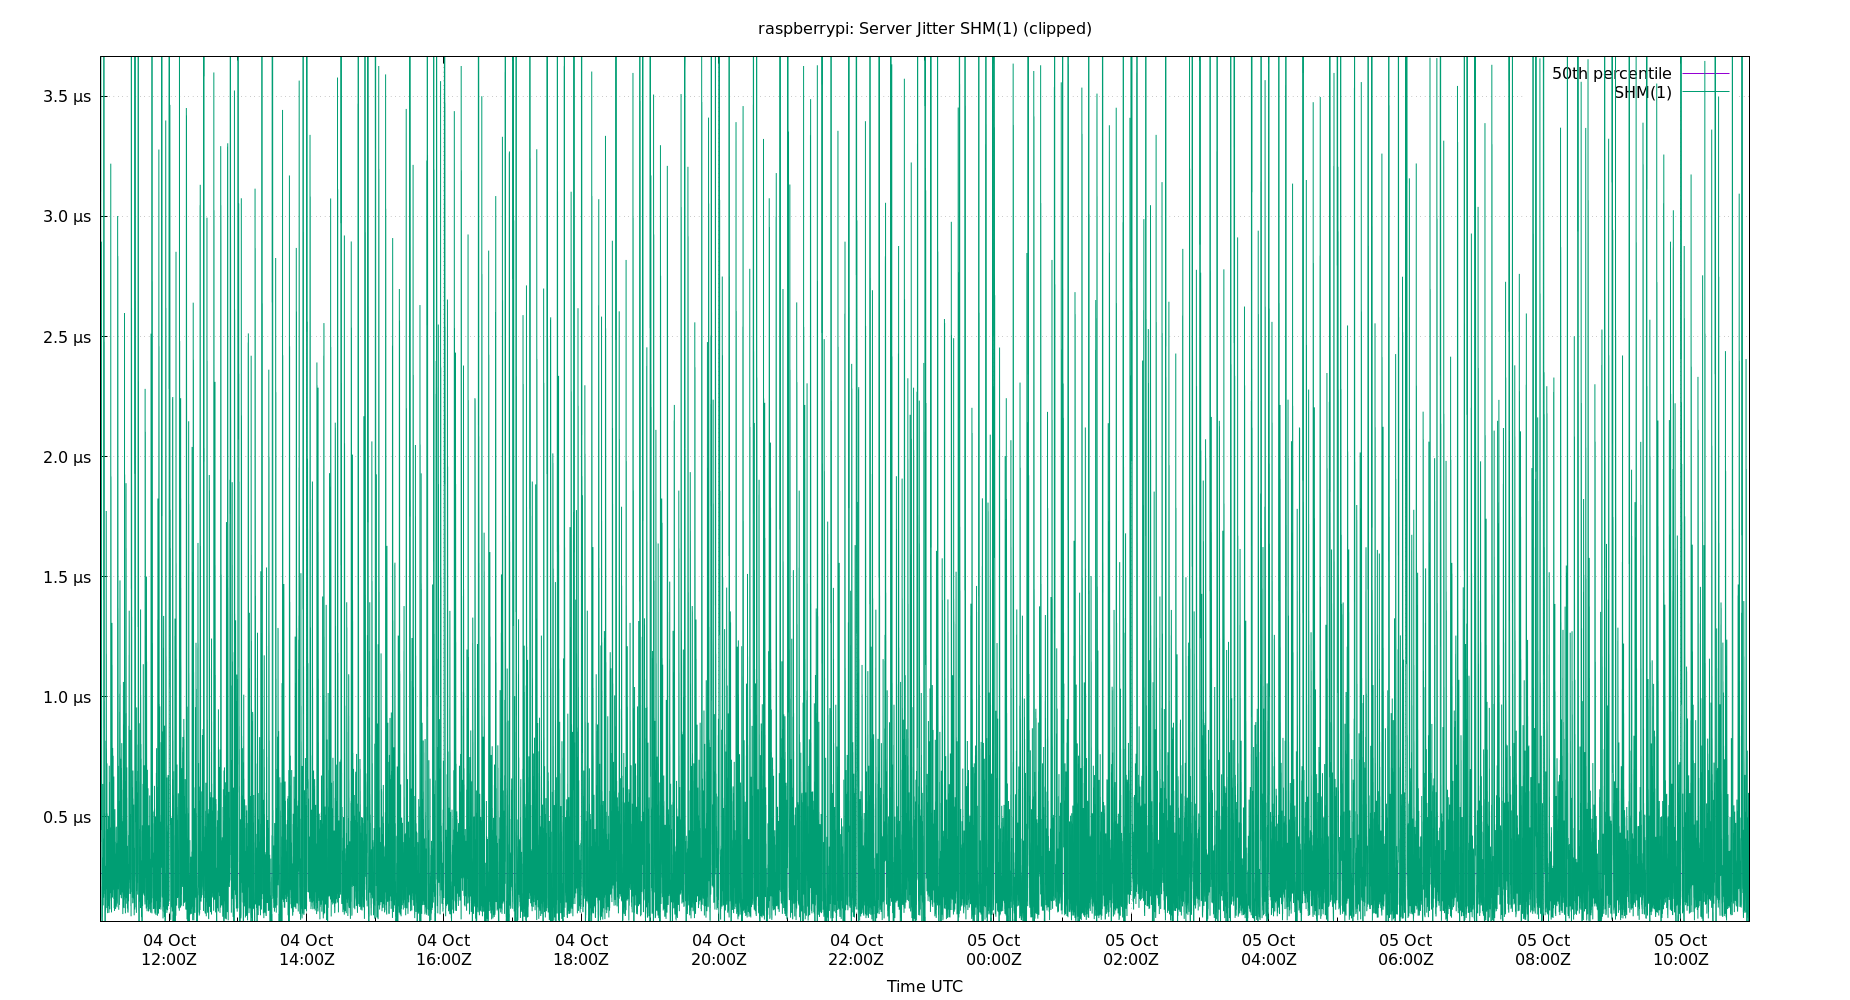 raspberrypi: Server Jitter SHM(1) (clipped)
50th percentile
SHM(1)
3.5 µs
3.0 µs
2.5 µs
2.0 µs
1.5 µs
1.0 µs
0.5 µs
04 Oct 04 Oct 04 Oct 04 Oct 04 Oct 04 Oct 05 Oct 05 Oct 05 Oct 05 Oct 05 Oct 05 Oct
12:00Z 14:00Z 16:00Z 18:00Z 20:00Z 22:00Z 00:00Z 02:00Z 04:00Z 06:00Z 08:00Z 10:00Z
Time UTC